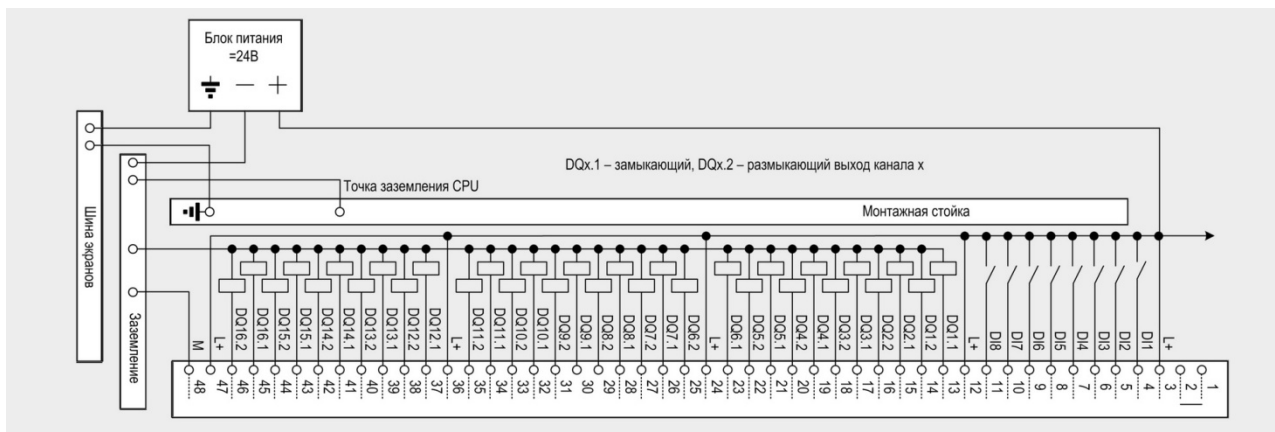 Блок питания
=24В
DQx.1 – замыкающий, DQx.2 – размыкающий выход канала x
Точка заземления CPU
Монтажная стойка
Шина экранов
Заземление
M
L+
DQ16.2
DQ16.1
DQ15.2
DQ15.1
DQ14.2
DQ14.1
DQ13.2
DQ13.1
DQ12.2
DQ12.1
L+
DQ11.2
DQ11.1
DQ10.2
DQ10.1
DQ9.2
DQ9.1
DQ8.2
DQ8.1
DQ7.2
DQ7.1
DQ6.2
L+
DQ6.1
DQ5.2
DQ5.1
DQ4.2
DQ4.1
DQ3.2
DQ3.1
DQ2.2
DQ2.1
DQ1.2
DQ1.1
L+
DI8
DI7
DI6
DI5
DI4
DI3
DI2
DI1
L+
48
47
46
45
44
43
42
41
40
39
38
37
36
35
34
33
32
31
30
29
28
27
26
25
24
23
22
21
20
19
18
17
16
15
14
13
12
11
10
9
8
7
6
5
4
3
2
1